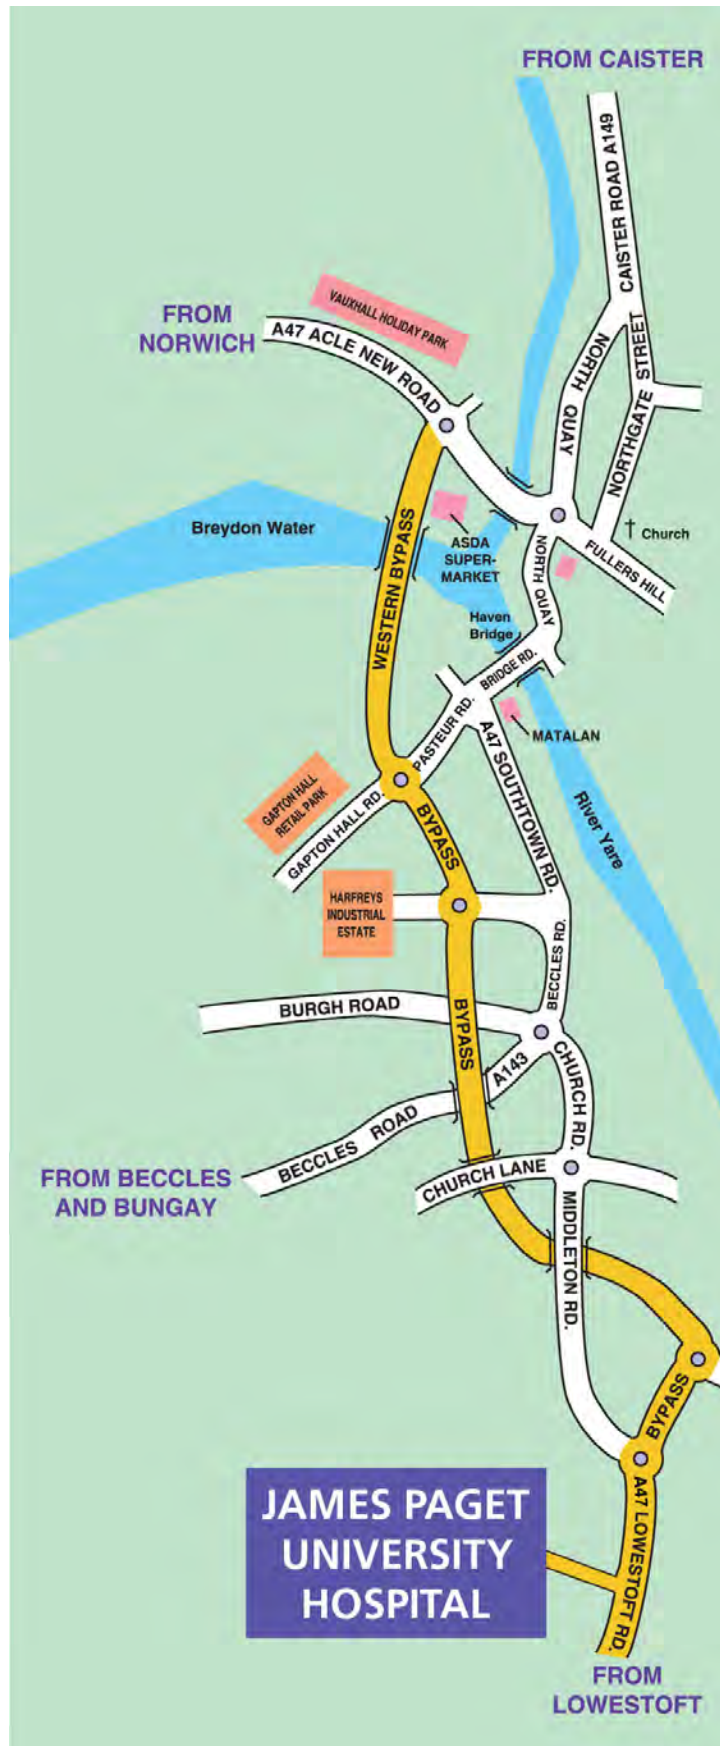 FROM CAISTER
CAISTER ROAD A149
VAUXHALL HOLIDAY PARK
FROM
NORWICH
A47 ACLE NEW ROAD
NORTH
QUAY
NORTHGATE STREET
Breydon Water
WESTERN BYPASS
ASDA
SUPER-
MARKET
Church
FULLERS HILL
NORTH QUAY
Haven
Bridge
BRIDGE RD.
PASTEUR RD.
MATALAN
A47 SOUTHTOWN RD.
River Yare
GAPTON HALL
RETAIL PARK
GAPTON HALL RD.
BYPASS
HARFREYS
INDUSTRIAL
ESTATE
BECCLES RD.
BURGH ROAD
BYPASS
A143
CHURCH RD.
BECCLES ROAD
FROM BECCLES
AND BUNGAY
CHURCH LANE
MIDDLETON RD.
BYPASS
JAMES PAGET
UNIVERSITY
HOSPITAL
A47 LOWESTOFT RD.
FROM
LOWESTOFT